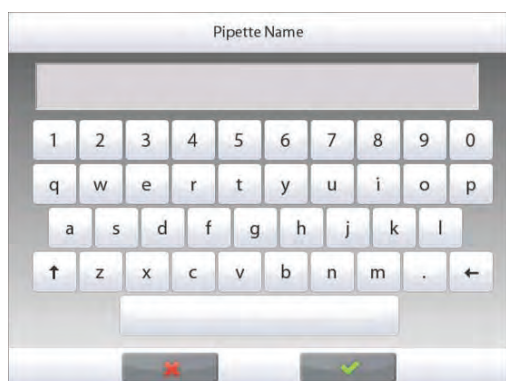 Pipette Name
1 2 3 4 5 6 7 8 9 0
q w e r t y u i o p
a s d f g h j k l
↑ z x c v b n m . ←